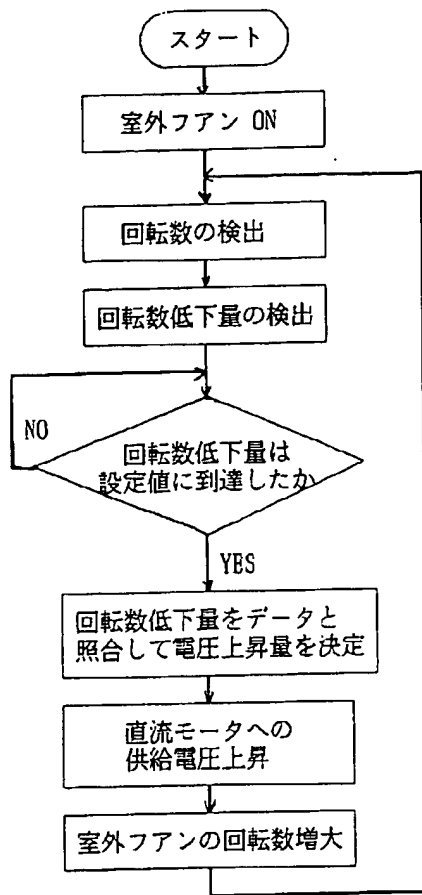 スタート
室外フアン ON
回転数の検出
回転数低下量の検出
NO
回転数低下量は
設定値に到達したか
YES
回転数低下量をデータと
照合して電圧上昇量を決定
直流モータへの
供給電圧上昇
室外フアンの回転数増大